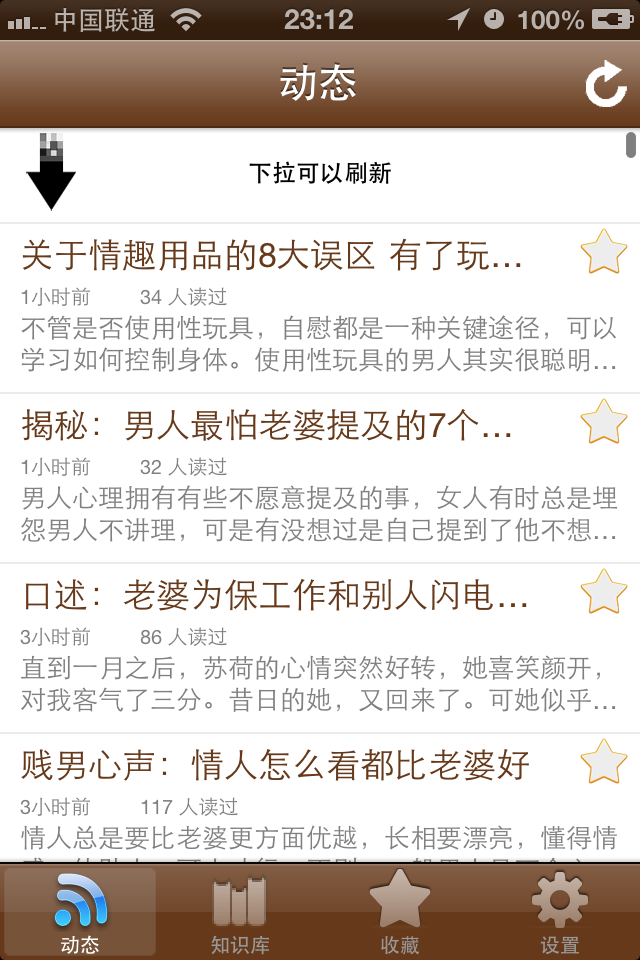 中国联通 23:12 100%
动态
下拉可以刷新
关于情趣用品的8大误区 有了玩…
1小时前 34 人读过
不管是否使用性玩具，自慰都是一种关键途径，可以
学习如何控制身体。使用性玩具的男人其实很聪明…
揭秘：男人最怕老婆提及的7个…
1小时前 32 人读过
男人心理拥有有些不愿意提及的事，女人有时总是埋
怨男人不讲理，可是有没想过是自己提到了他不想…
口述：老婆为保工作和别人闪电…
3小时前 86 人读过
直到一月之后，苏荷的心情突然好转，她喜笑颜开，
对我客气了三分。昔日的她，又回来了。可她似乎…
贱男心声：情人怎么看都比老婆好
3小时前 117 人读过
情人总是要比老婆更方面优越，长相要漂亮，懂得情
动态 知识库 收藏 设置